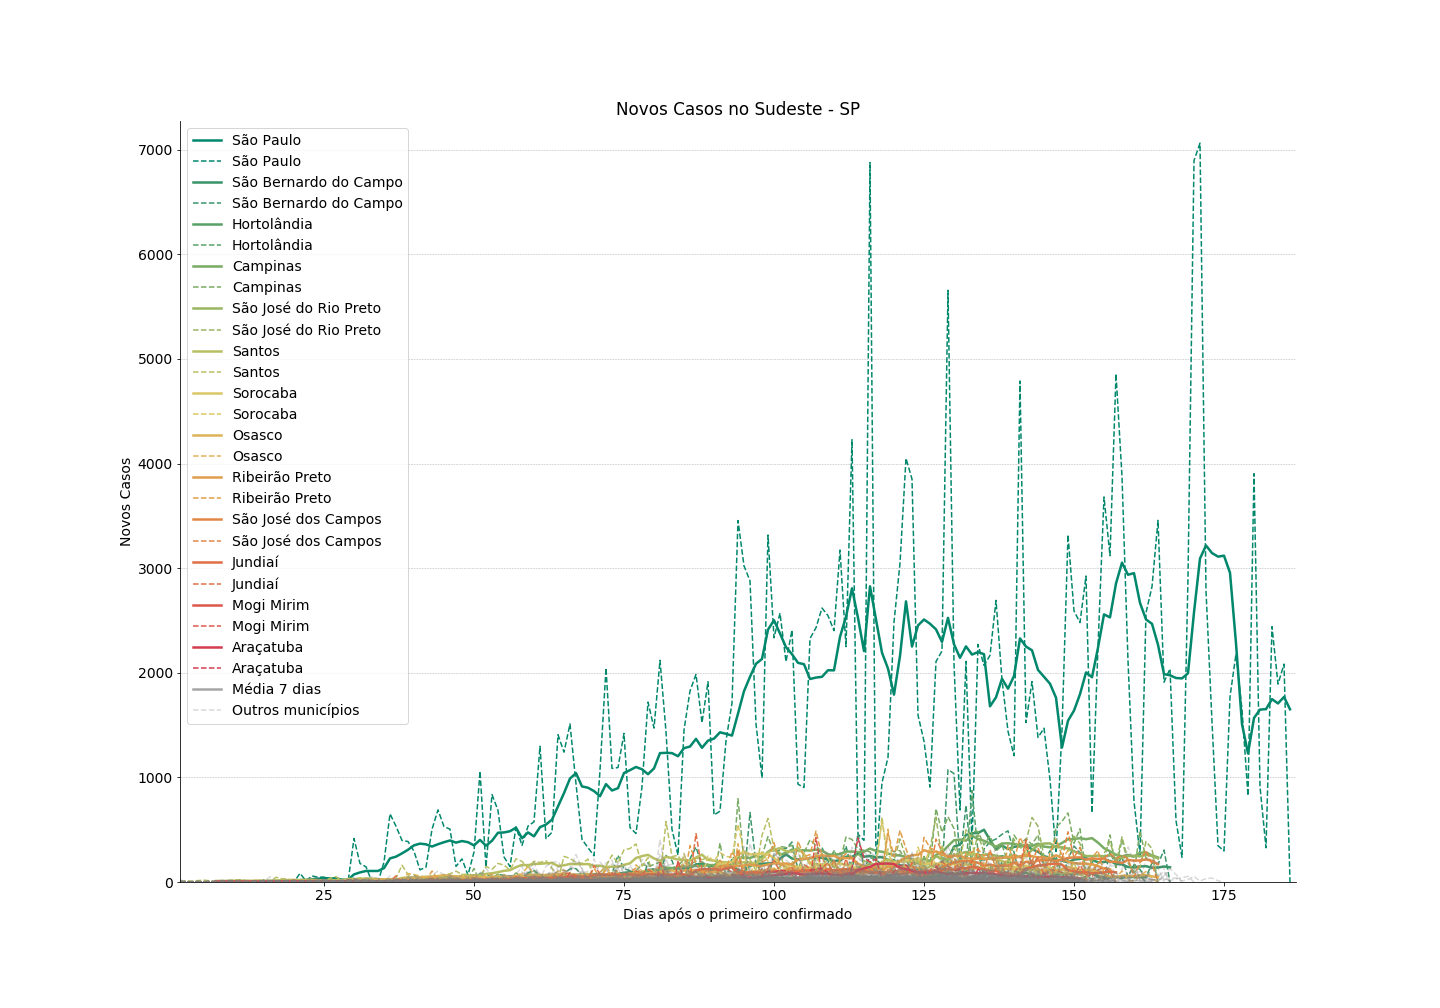 Novos Casos no Sudeste - SP
São Paulo
São Paulo
São Bernardo do Campo
São Bernardo do Campo
Hortolândia
Hortolândia
Campinas
Campinas
São José do Rio Preto
São José do Rio Preto
Santos
Santos
Sorocaba
Sorocaba
Osasco
Osasco
Ribeirão Preto
Ribeirão Preto
São José dos Campos
São José dos Campos
Jundiaí
Jundiaí
Mogi Mirim
Mogi Mirim
Araçatuba
Araçatuba
Média 7 dias
Outros municípios
Novos Casos
7000
6000
5000
4000
3000
2000
1000
0
25 50 75 100 125 150 175
Dias após o primeiro confirmado